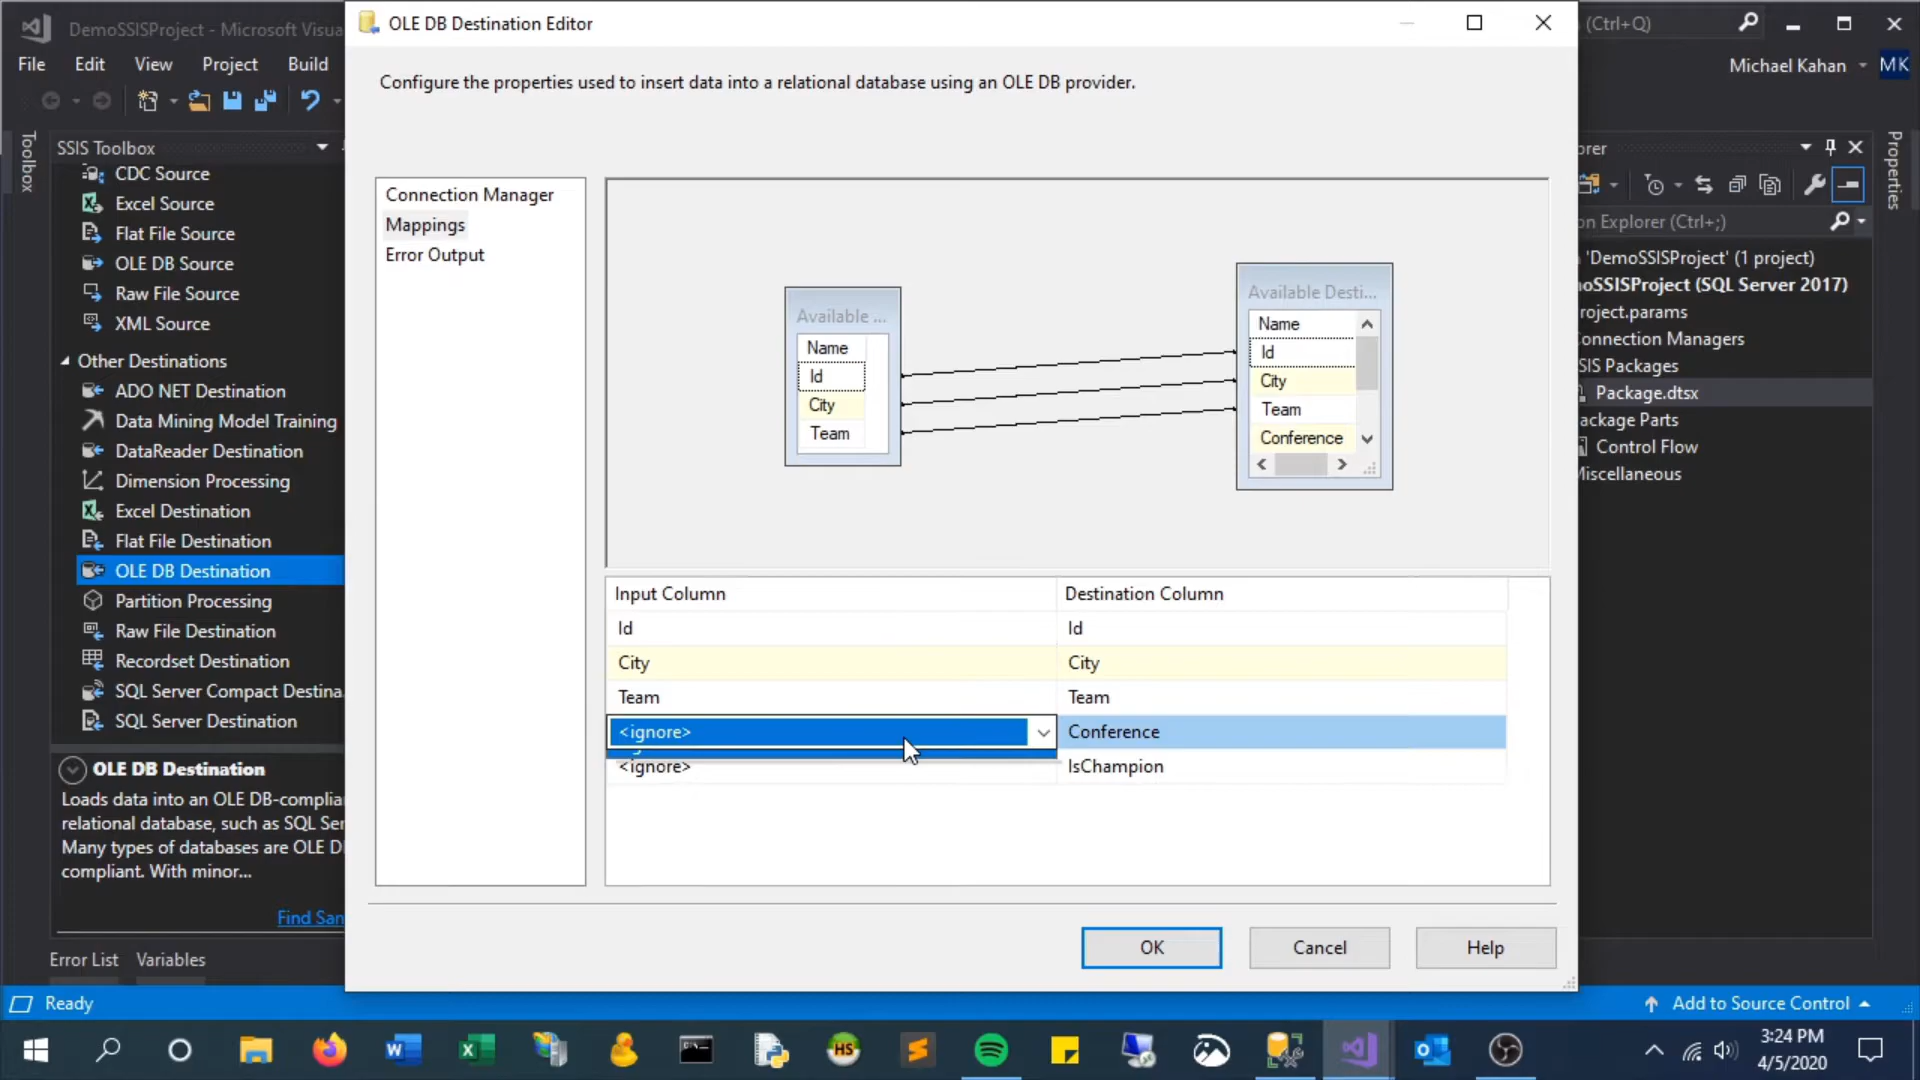 DemoSSISProject - Microsoft Visua
(Ctrl+Q)
File Edit View Project Build
Michael Kahan MK
OLE DB Destination Editor
Configure the properties used to insert data into a relational database using an OLE DB provider.
Toolbox
SSIS Toolbox
CDC Source
Excel Source
Flat File Source
OLE DB Source
Raw File Source
XML Source
Other Destinations
ADO NET Destination
Data Mining Model Training
DataReader Destination
Dimension Processing
Excel Destination
Flat File Destination
OLE DB Destination
Partition Processing
Raw File Destination
Recordset Destination
SQL Server Compact Destina
SQL Server Destination
OLE DB Destination
Loads data into an OLE DB-complia
relational database, such as SQL Ser
Many types of databases are OLE D
compliant. With minor...
Find San
Error List Variables
Connection Manager
Mappings
Error Output
Available ...
Name
Id
City
Team
Available Desti...
Name
Id
City
Team
Conference
Input Column Destination Column
Id Id
City City
Team Team
<ignore> Conference
<ignore> IsChampion
OK Cancel Help
orer
Properties
on Explorer (Ctrl+;)
'DemoSSISProject' (1 project)
oSSISProject (SQL Server 2017)
roject.params
onnection Managers
SIS Packages
Package.dtsx
ackage Parts
Control Flow
iscellaneous
Ready
Add to Source Control
HS
3:24 PM
4/5/2020